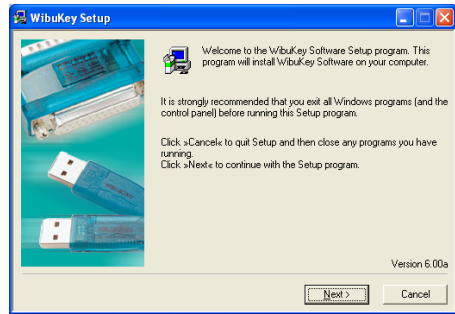 WibuKey Setup
Welcome to the WibuKey Software Setup program. This
program will install WibuKey Software on your computer.
It is strongly recommended that you exit all Windows programs (and the
control panel) before running this Setup program.
Click »Cancel« to quit Setup and then close any programs you have
running.
Click »Next« to continue with the Setup program.
Version 6.00a
Next >
Cancel